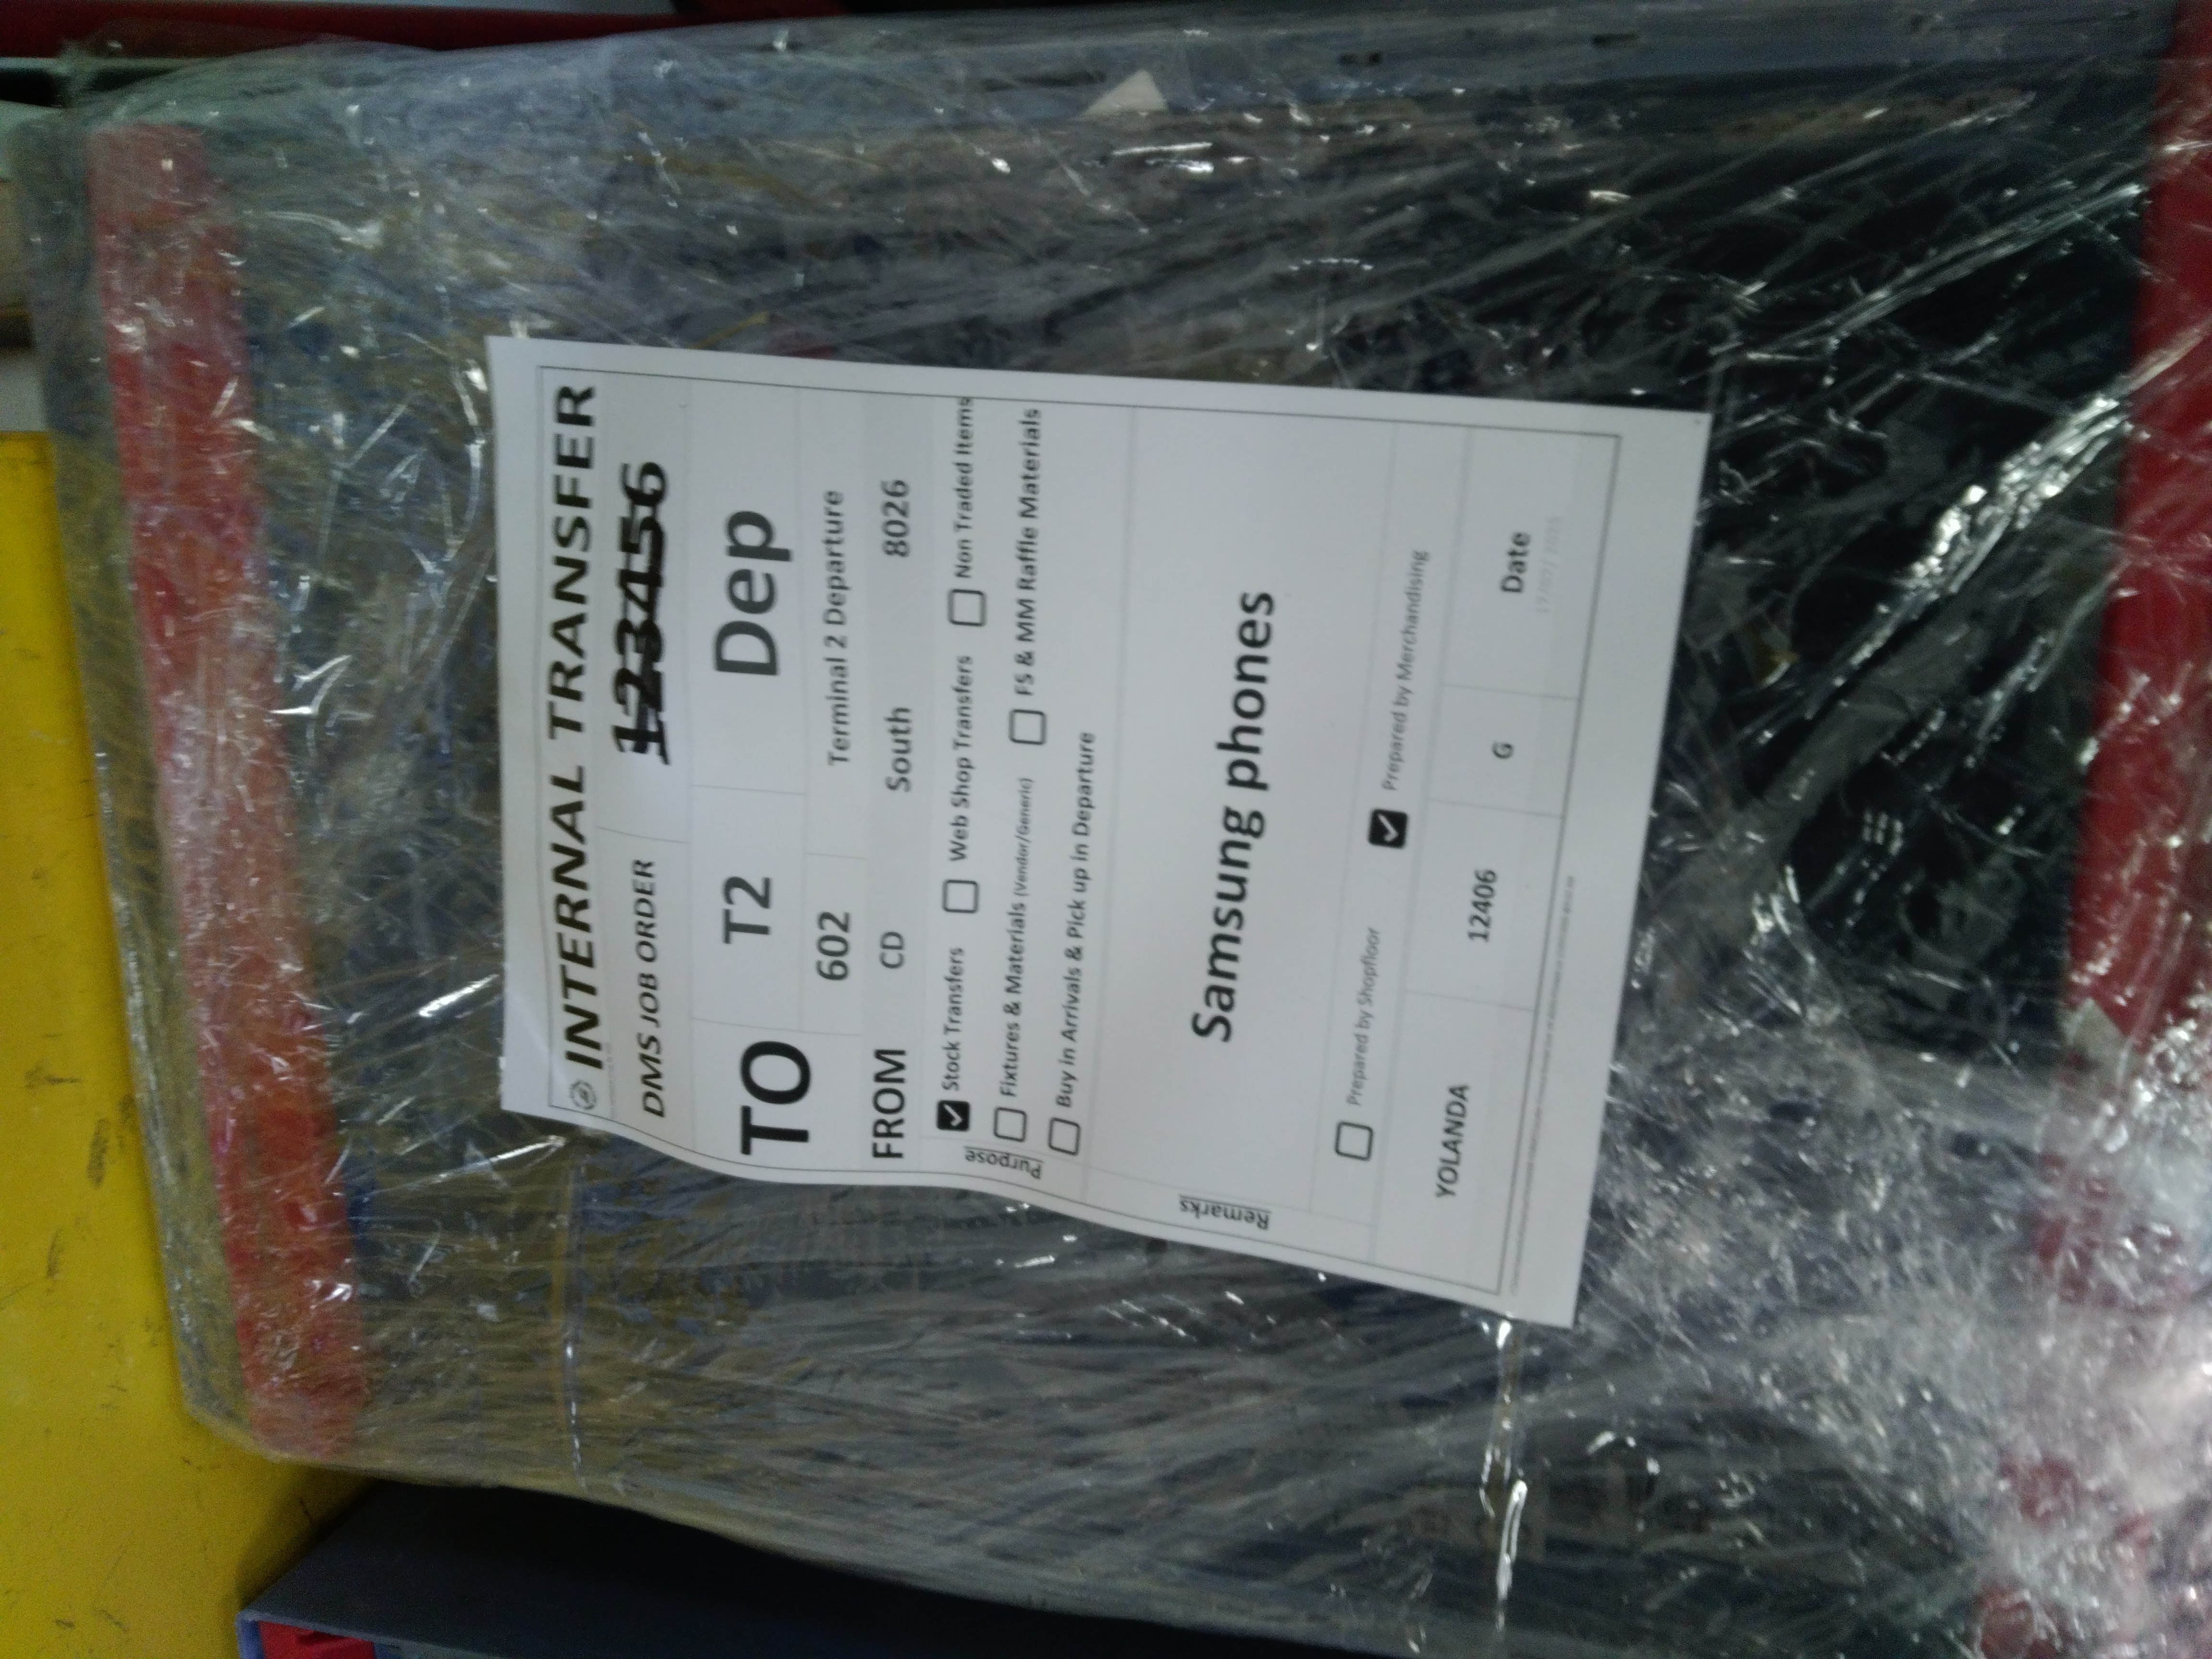 INTERNAL TRANSFER
DMS JOB ORDER 123456
TO T2 Dep
602 Terminal 2 Departure
FROM CD South 8026
Purpose
Stock Transfers Web Shop Transfers Non Traded Items
Fixtures & Materials (Vendor/Generic) FS & MM Raffle Materials
Buy in Arrivals & Pick up in Departure
Remarks
Samsung phones
Prepared by Shopfloor Prepared by Merchandising
YOLANDA 12406 G Date